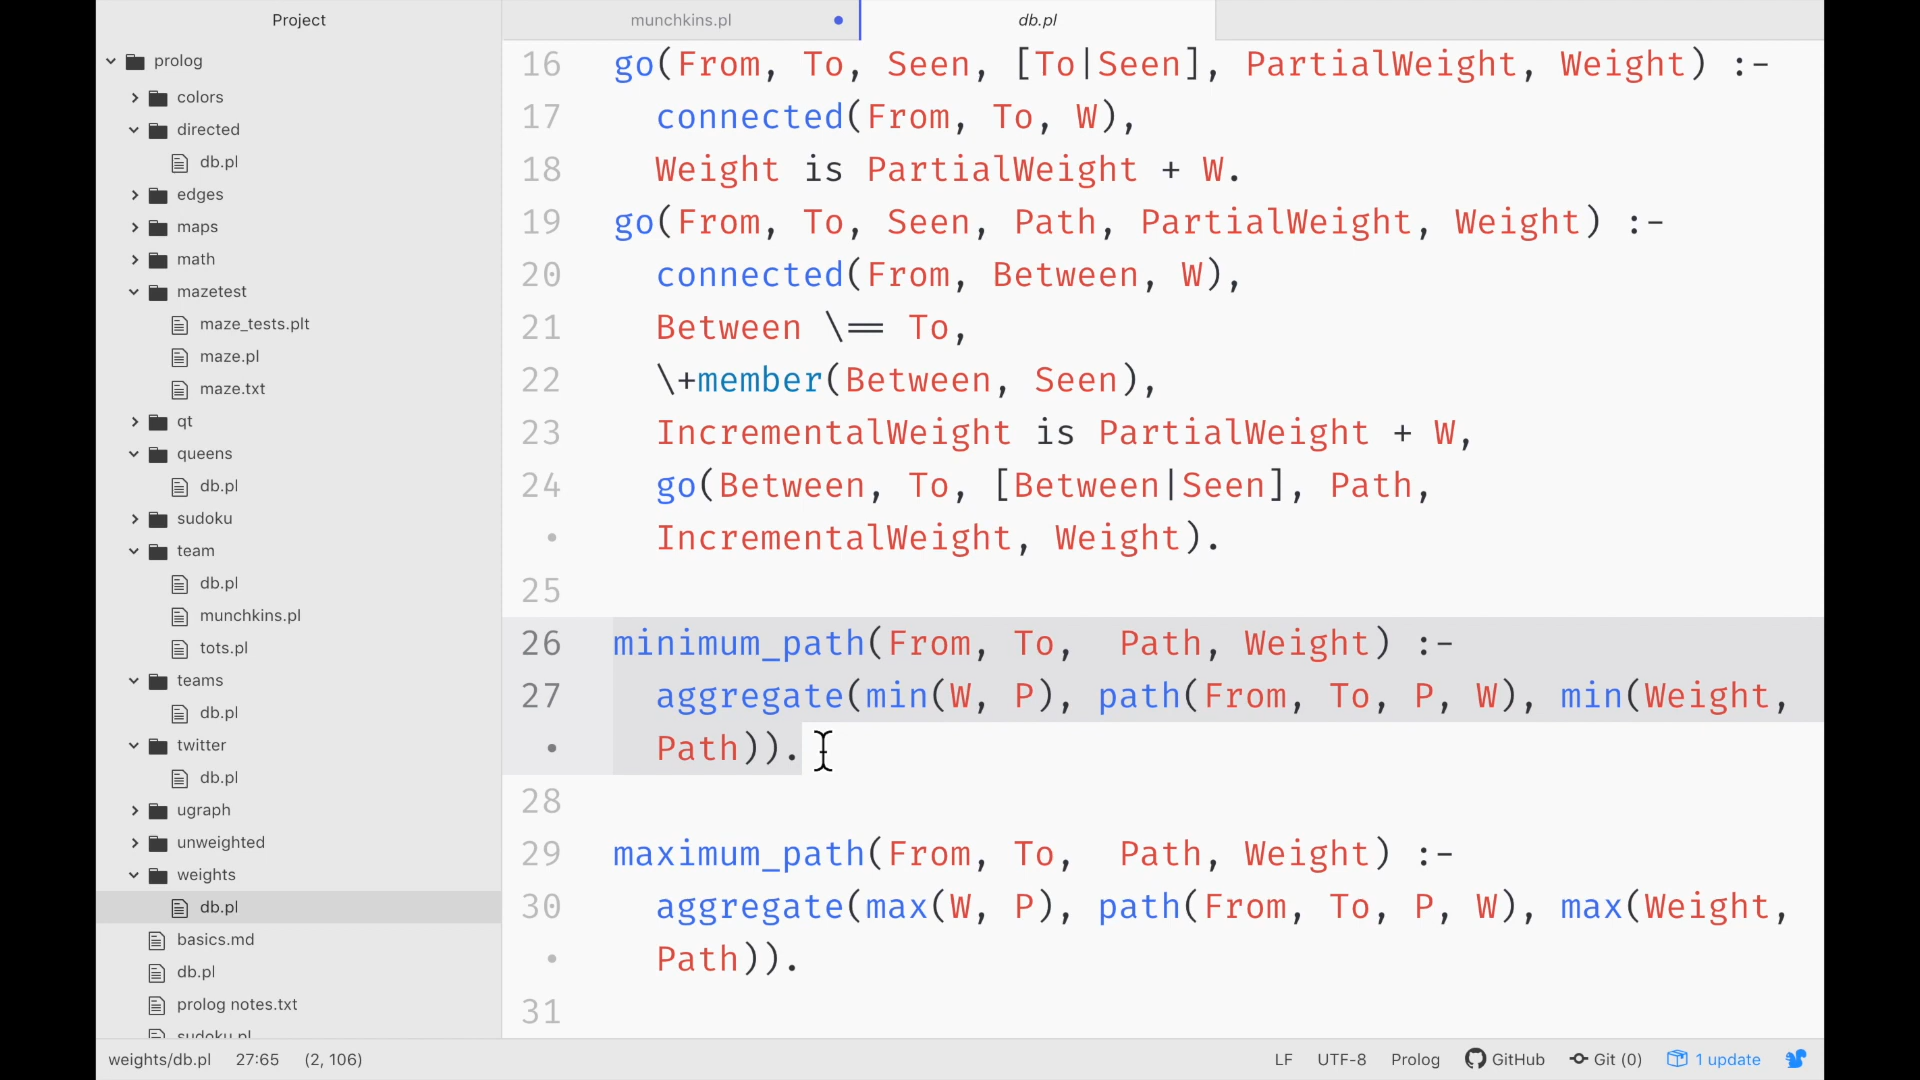 Project
munchkins.pl
db.pl
prolog
colors
directed
db.pl
edges
maps
math
mazetest
maze_tests.plt
maze.pl
maze.txt
qt
queens
db.pl
sudoku
team
db.pl
munchkins.pl
tots.pl
teams
db.pl
twitter
db.pl
ugraph
unweighted
weights
db.pl
basics.md
db.pl
prolog notes.txt
sudoku.pl
16 go(From, To, Seen, [To|Seen], PartialWeight, Weight) :-
17 connected(From, To, W),
18 Weight is PartialWeight + W.
19 go(From, To, Seen, Path, PartialWeight, Weight) :-
20 connected(From, Between, W),
21 Between \== To,
22 \+member(Between, Seen),
23 IncrementalWeight is PartialWeight + W,
24 go(Between, To, [Between|Seen], Path,
• IncrementalWeight, Weight).
25
26 minimum_path(From, To,  Path, Weight) :-
27 aggregate(min(W, P), path(From, To, P, W), min(Weight,
• Path)).
28
29 maximum_path(From, To,  Path, Weight) :-
30 aggregate(max(W, P), path(From, To, P, W), max(Weight,
• Path)).
31
weights/db.pl 27:65 (2, 106) LF UTF-8 Prolog GitHub Git (0) 1 update